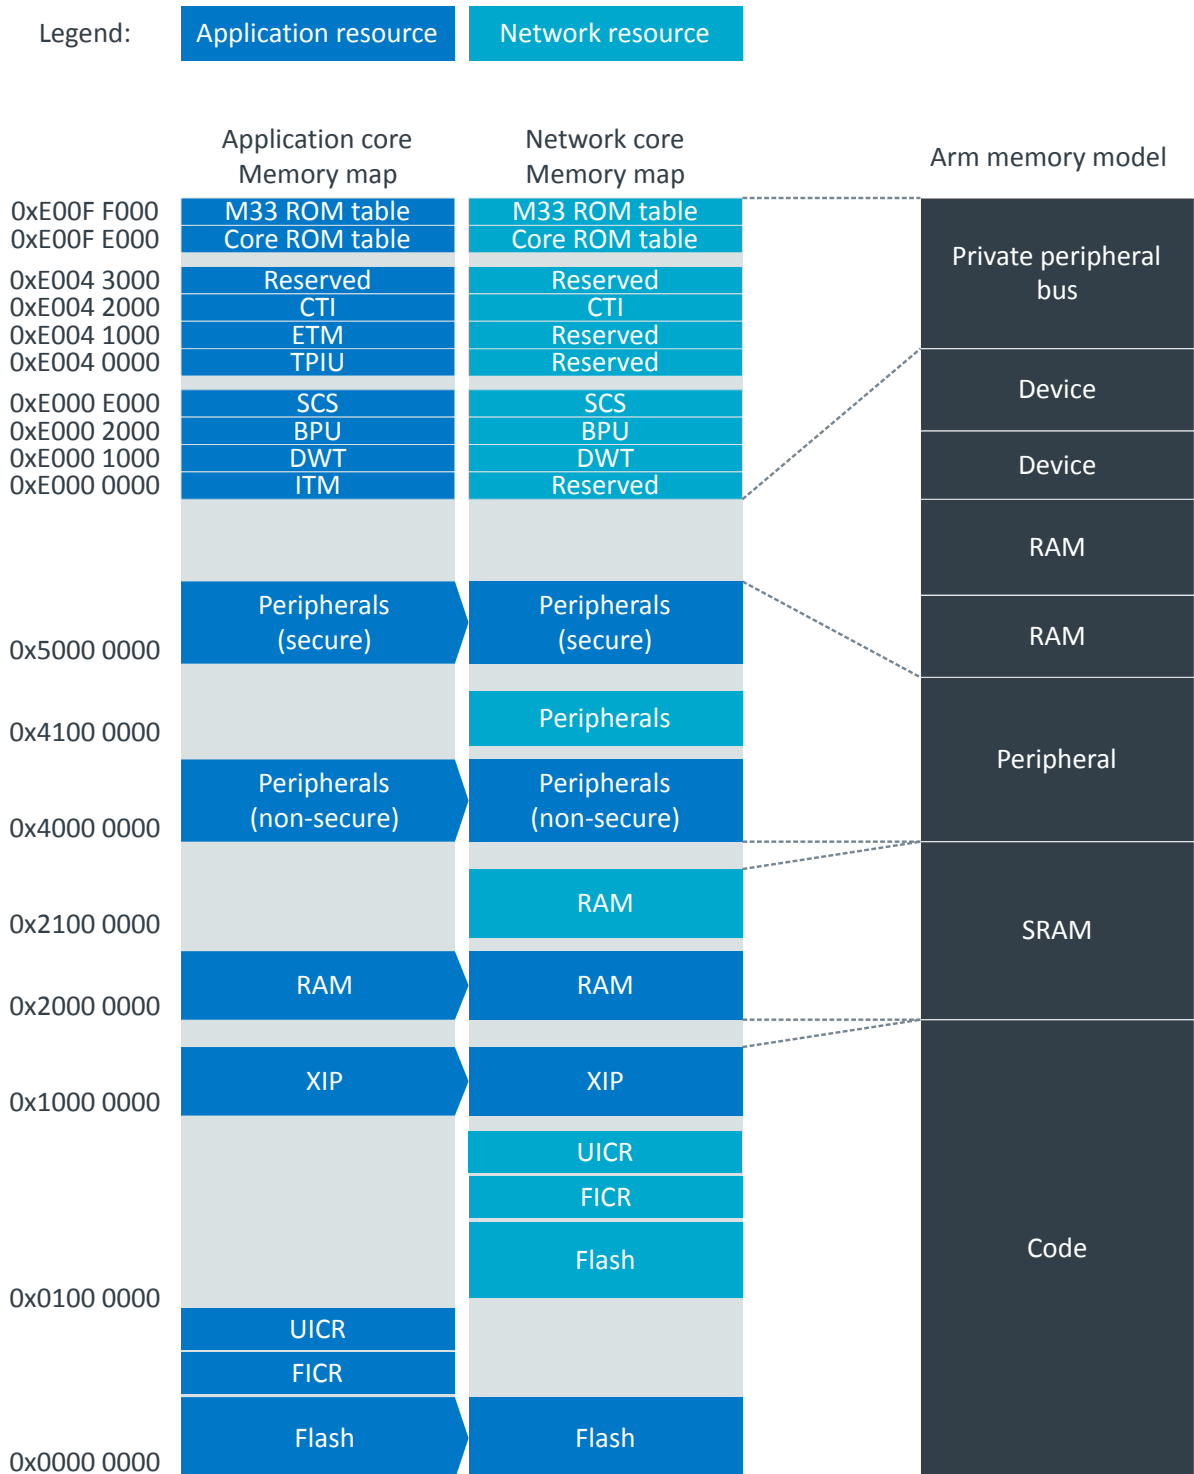 Legend: Application resource Network resource
Application core Memory map
Network core Memory map
Arm memory model
0xE00F F000 M33 ROM table M33 ROM table
0xE00F E000 Core ROM table Core ROM table
Private peripheral bus
0xE004 3000 Reserved Reserved
0xE004 2000 CTI CTI
0xE004 1000 ETM Reserved
0xE004 0000 TPIU Reserved
Device
0xE000 E000 SCS SCS
0xE000 2000 BPU BPU
0xE000 1000 DWT DWT
Device
0xE000 0000 ITM Reserved
RAM
Peripherals (secure) Peripherals (secure)
RAM
0x5000 0000
Peripherals
0x4100 0000
Peripheral
Peripherals (non-secure) Peripherals (non-secure)
0x4000 0000
RAM
0x2100 0000
SRAM
RAM RAM
0x2000 0000
XIP XIP
0x1000 0000
UICR
FICR
Code
Flash
0x0100 0000
UICR
FICR
Flash Flash
0x0000 0000